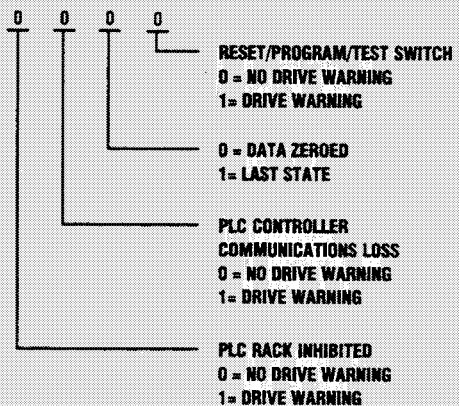 0 0 0 0
RESET/PROGRAM/TEST SWITCH
0 = NO DRIVE WARNING
1= DRIVE WARNING
0 = DATA ZEROED
1= LAST STATE
PLC CONTROLLER
COMMUNICATIONS LOSS
0 = NO DRIVE WARNING
1= DRIVE WARNING
PLC RACK INHIBITED
0 = NO DRIVE WARNING
1= DRIVE WARNING